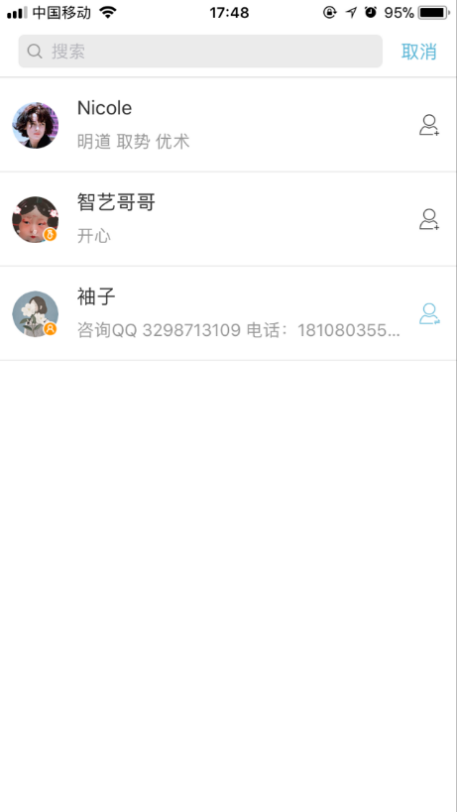 中国移动 17:48 95%
搜索 取消
Nicole
明道 取势 优术
智艺哥哥
开心
袖子
咨询QQ 3298713109 电话：181080355...